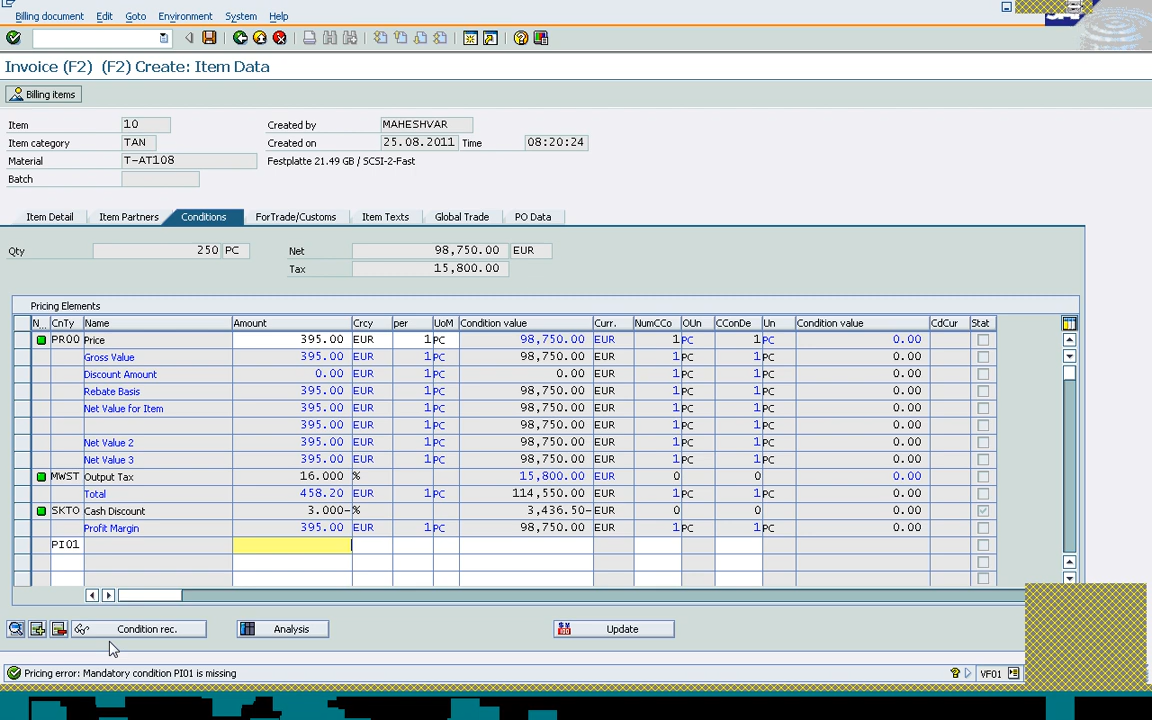 Billing document Edit Goto Environment System Help
Invoice (F2) (F2) Create: Item Data
Billing items
Item 10 Created by MAHESHVAR
Item category TAN Created on 25.08.2011 Time 08:20:24
Material T-AT108 Festplatte 21.49 GB / SCSI-2-Fast
Batch
Item Detail Item Partners Conditions ForTrade/Customs Item Texts Global Trade PO Data
Qty 250 PC Net 98,750.00 EUR
Tax 15,800.00
Pricing Elements
N... CnTy Name Amount Crcy per UoM Condition value Curr. NumCCo OUn CConDe Un Condition value CdCur Stat
PR00 Price 395.00 EUR 1 PC 98,750.00 EUR 1 PC 1 PC 0.00
Gross Value 395.00 EUR 1 PC 98,750.00 EUR 1 PC 1 PC 0.00
Discount Amount 0.00 EUR 1 PC 0.00 EUR 1 PC 1 PC 0.00
Rebate Basis 395.00 EUR 1 PC 98,750.00 EUR 1 PC 1 PC 0.00
Net Value for Item 395.00 EUR 1 PC 98,750.00 EUR 1 PC 1 PC 0.00
395.00 EUR 1 PC 98,750.00 EUR 1 PC 1 PC 0.00
Net Value 2 395.00 EUR 1 PC 98,750.00 EUR 1 PC 1 PC 0.00
Net Value 3 395.00 EUR 1 PC 98,750.00 EUR 1 PC 1 PC 0.00
MWST Output Tax 16.000 % 15,800.00 EUR 0 0 0.00
Total 458.20 EUR 1 PC 114,550.00 EUR 1 PC 1 PC 0.00
SKTO Cash Discount 3.000- % 3,436.50- EUR 0 0 0.00
Profit Margin 395.00 EUR 1 PC 98,750.00 EUR 1 PC 1 PC 0.00
PI01
Condition rec. Analysis Update
Pricing error: Mandatory condition PI01 is missing VF01